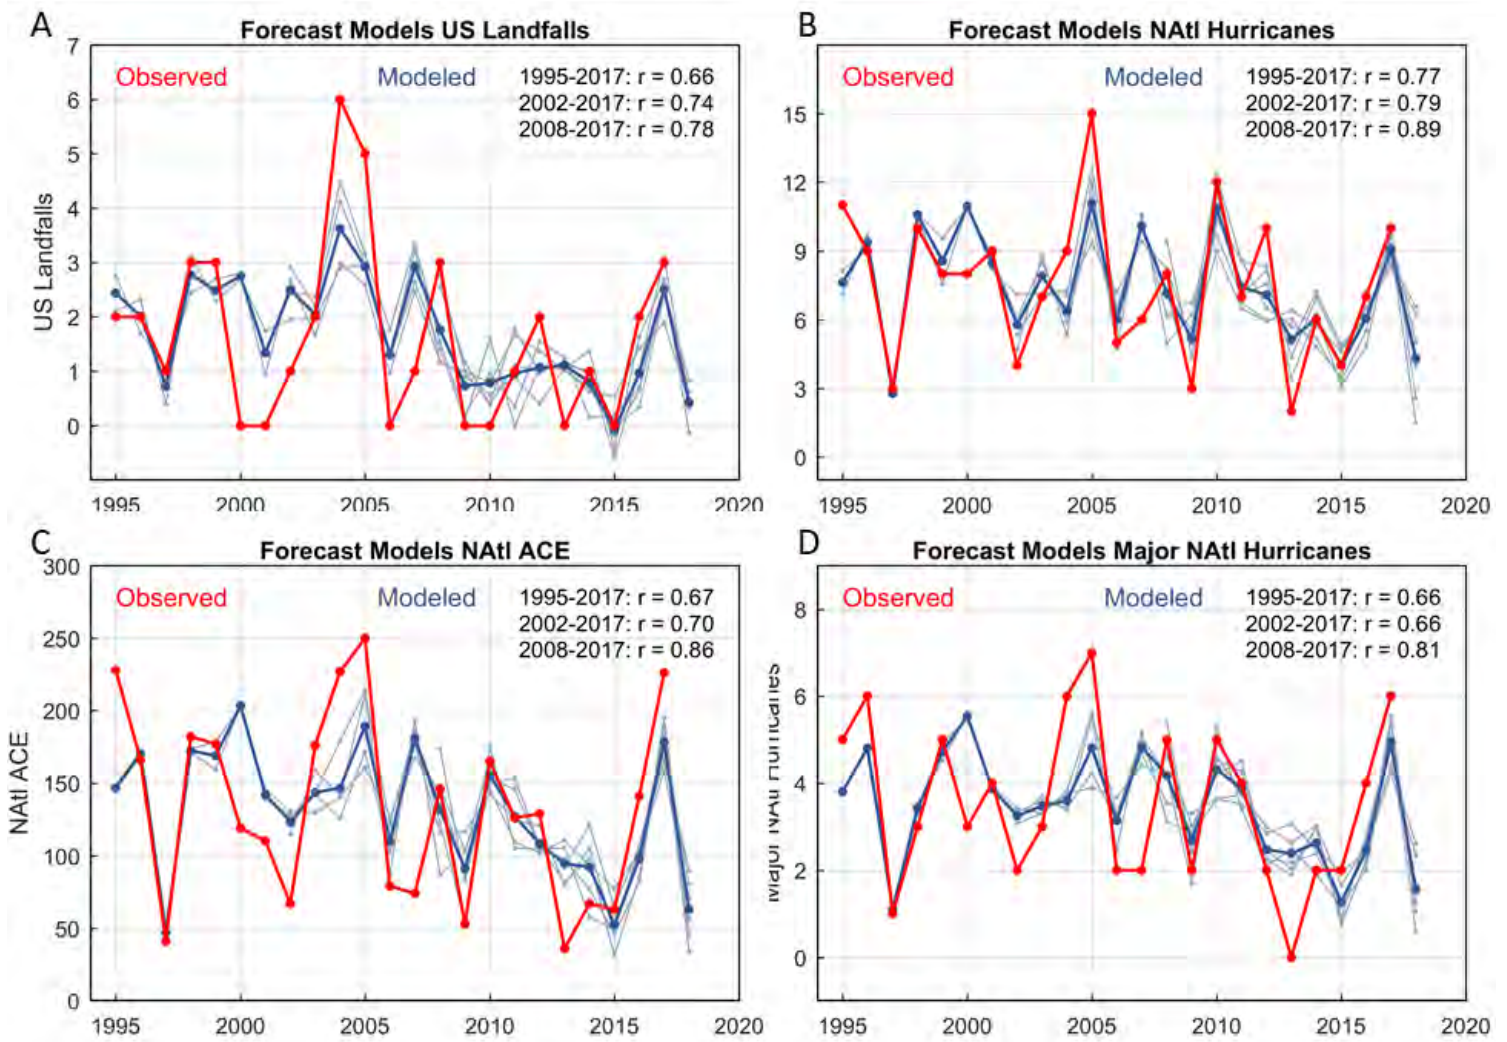 A
Forecast Models US Landfalls
Observed
Modeled
1995-2017: r = 0.66
2002-2017: r = 0.74
2008-2017: r = 0.78
US Landfalls
7
6
5
4
3
2
1
0
1995 2000 2005 2010 2015 2020
B
Forecast Models NAtl Hurricanes
Observed
Modeled
1995-2017: r = 0.77
2002-2017: r = 0.79
2008-2017: r = 0.89
15
12
9
6
3
0
1995 2000 2005 2010 2015 2020
C
Forecast Models NAtl ACE
Observed
Modeled
1995-2017: r = 0.67
2002-2017: r = 0.70
2008-2017: r = 0.86
NAtl ACE
300
250
200
150
100
50
0
1995 2000 2005 2010 2015 2020
D
Forecast Models Major NAtl Hurricanes
Observed
Modeled
1995-2017: r = 0.66
2002-2017: r = 0.66
2008-2017: r = 0.81
Major NAtl Hurricanes
8
6
4
2
0
1995 2000 2005 2010 2015 2020